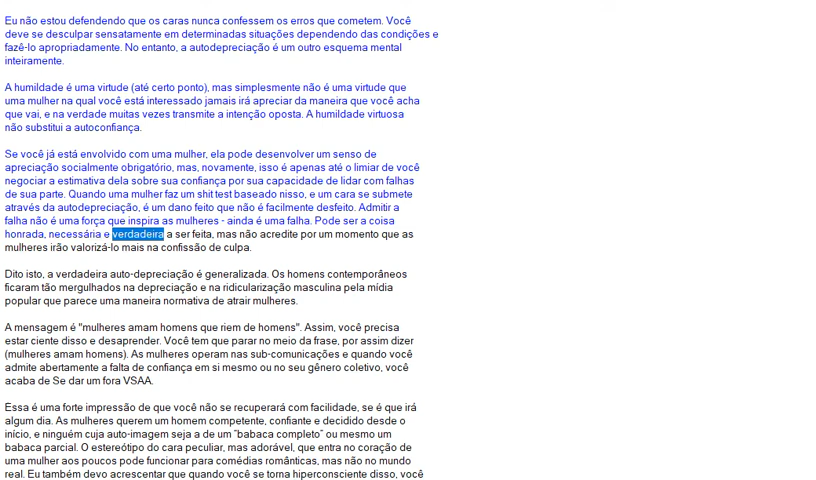 Eu não estou defendendo que os caras nunca confessem os erros que cometem. Você
deve se desculpar sensatamente em determinadas situações dependendo das condições e
fazê-lo apropriadamente. No entanto, a autodepreciação é um outro esquema mental
inteiramente.
A humildade é uma virtude (até certo ponto), mas simplesmente não é uma virtude que
uma mulher na qual você está interessado jamais irá apreciar da maneira que você acha
que vai, e na verdade muitas vezes transmite a intenção oposta. A humildade virtuosa
não substitui a autoconfiança.
Se você já está envolvido com uma mulher, ela pode desenvolver um senso de
apreciação socialmente obrigatório, mas, novamente, isso é apenas até o limiar de você
negociar a estimativa dela sobre sua confiança por sua capacidade de lidar com falhas
de sua parte. Quando uma mulher faz um shit test baseado nisso, e um cara se submete
através da autodepreciação, é um dano feito que não é facilmente desfeito. Admitir a
falha não é uma força que inspira as mulheres - ainda é uma falha. Pode ser a coisa
honrada, necessária e verdadeira a ser feita, mas não acredite por um momento que as
mulheres irão valorizá-lo mais na confissão de culpa.
Dito isto, a verdadeira auto-depreciação é generalizada. Os homens contemporâneos
ficaram tão mergulhados na depreciação e na ridicularização masculina pela mídia
popular que parece uma maneira normativa de atrair mulheres.
A mensagem é "mulheres amam homens que riem de homens". Assim, você precisa
estar ciente disso e desaprender. Você tem que parar no meio da frase, por assim dizer
(mulheres amam homens). As mulheres operam nas sub-comunicações e quando você
admite abertamente a falta de confiança em si mesmo ou no seu gênero coletivo, você
acaba de Se dar um fora VSAA.
Essa é uma forte impressão de que você não se recuperará com facilidade, se é que irá
algum dia. As mulheres querem um homem competente, confiante e decidido desde o
início, e ninguém cuja auto-imagem seja a de um "babaca completo" ou mesmo um
babaca parcial. O estereótipo do cara peculiar, mas adorável, que entra no coração de
uma mulher aos poucos pode funcionar para comédias românticas, mas não no mundo
real. Eu também devo acrescentar que quando você se torna hiperconsciente disso, você